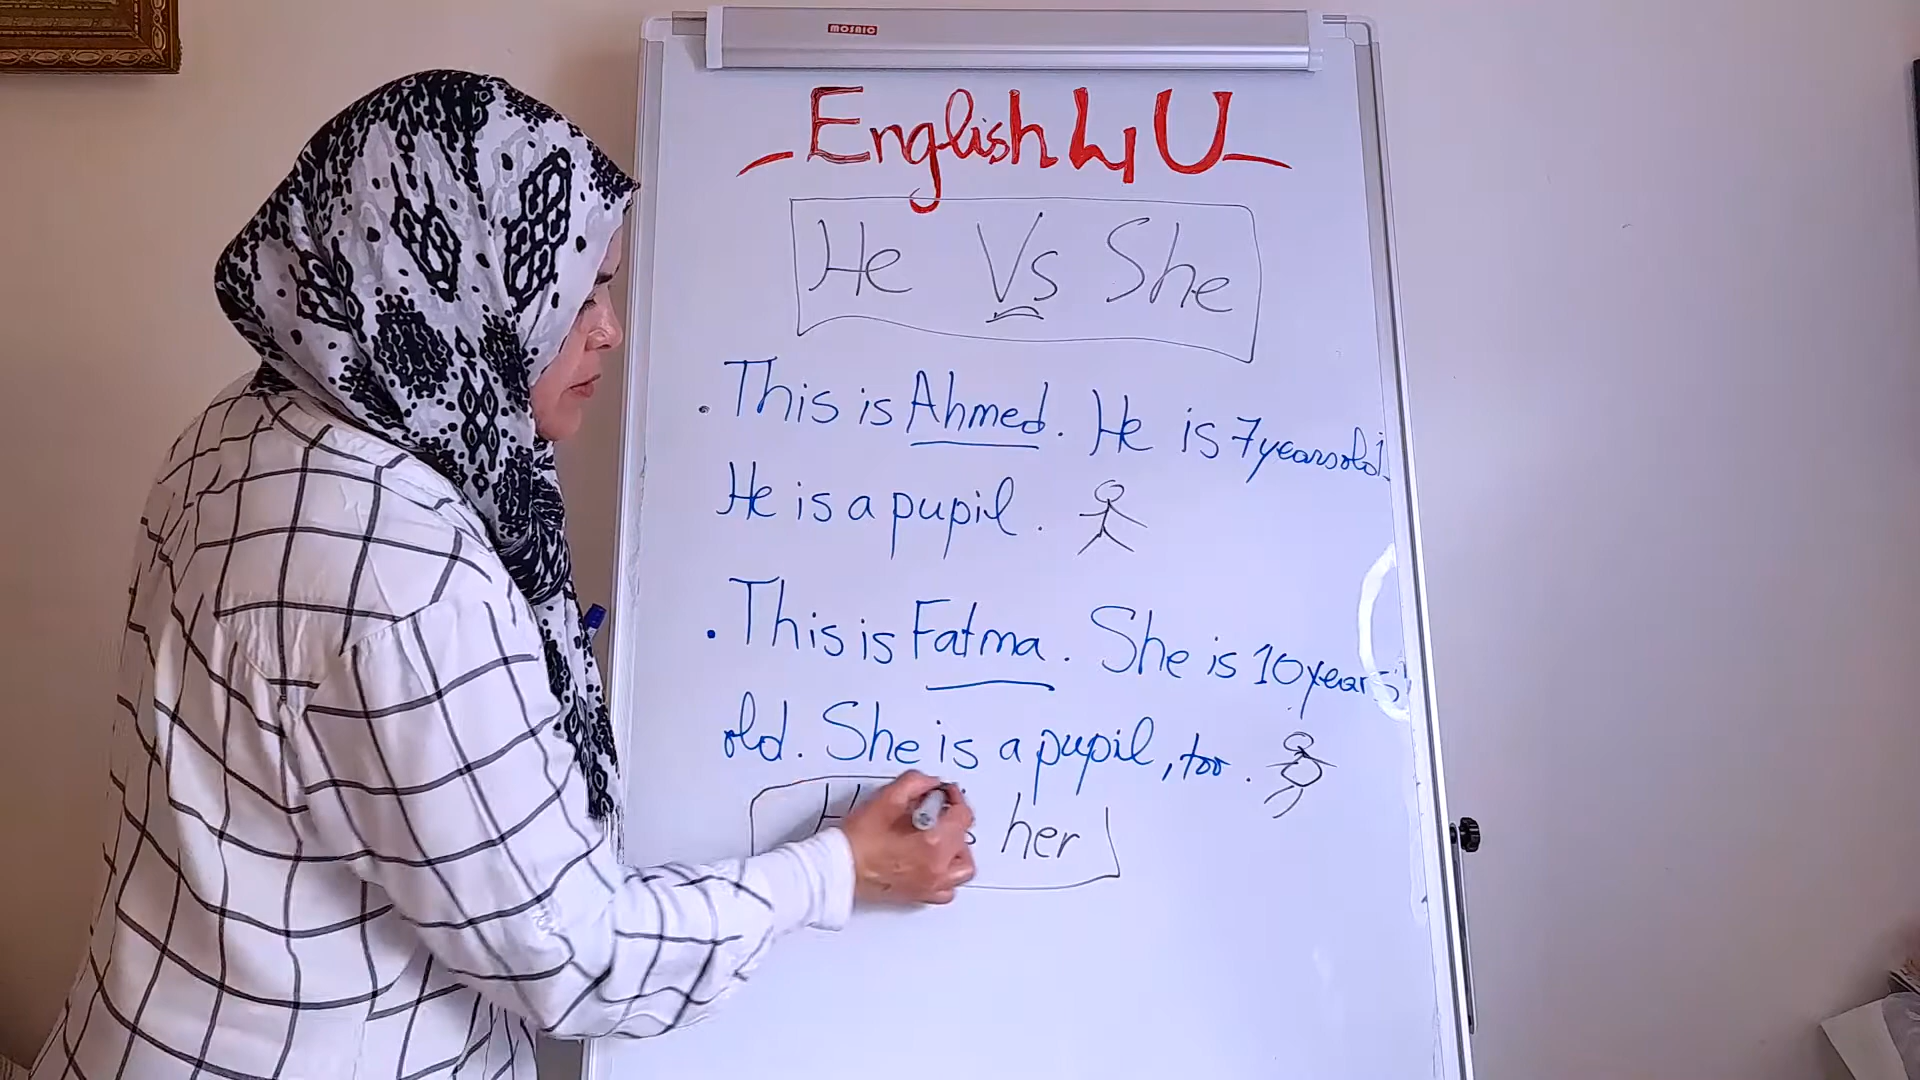 MOSAIC
English 4 U
He Vs She
. This is Ahmed. He is 7 years old.
He is a pupil.
. This is Fatma. She is 10 years
old. She is a pupil, too.
her